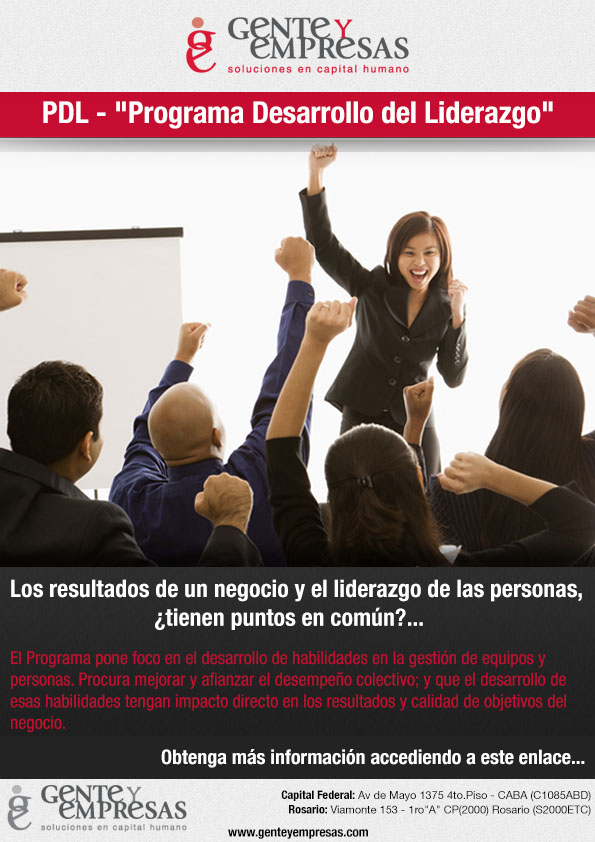 GENTE Y
EMPRESAS
soluciones en capital humano
PDL - "Programa Desarrollo del Liderazgo"
Los resultados de un negocio y el liderazgo de las personas,
¿tienen puntos en común?...
El Programa pone foco en el desarrollo de habilidades en la gestión de equipos y
personas. Procura mejorar y afianzar el desempeño colectivo; y que el desarrollo de
esas habilidades tengan impacto directo en los resultados y calidad de objetivos del
negocio.
Obtenga más información accediendo a este enlace...
GENTE Y
EMPRESAS
soluciones en capital humano
Capital Federal: Av de Mayo 1375 4to.Piso - CABA (C1085ABD)
Rosario: Viamonte 153 - 1ro"A" CP(2000) Rosario (S2000ETC)
www.genteyempresas.com